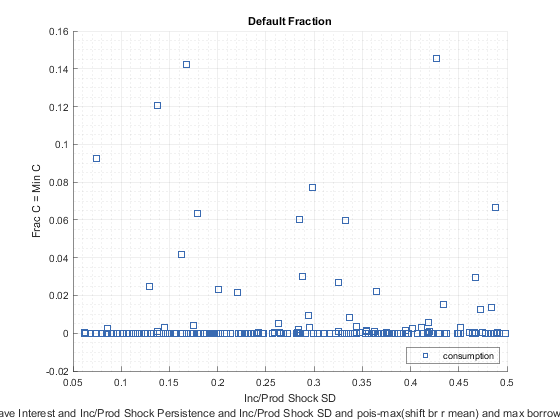 Default Fraction
0.16
0.14
0.12
0.1
0.08
0.06
0.04
0.02
0
-0.02
Frac C = Min C
consumption
0.05 0.1 0.15 0.2 0.25 0.3 0.35 0.4 0.45 0.5
Inc/Prod Shock SD
ave Interest and Inc/Prod Shock Persistence and Inc/Prod Shock SD and pois-max(shift br r mean) and max borrow